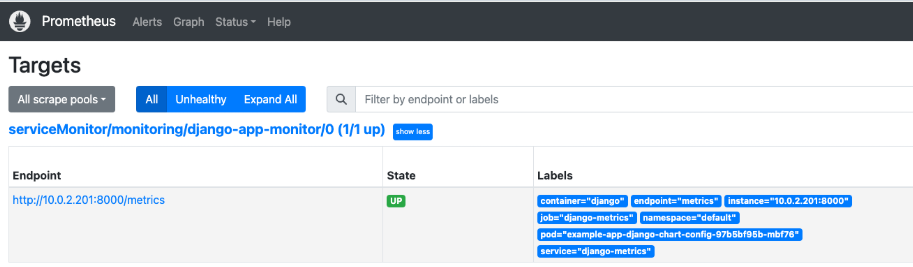 Prometheus Alerts Graph Status Help
Targets
All scrape pools All Unhealthy Expand All Filter by endpoint or labels
serviceMonitor/monitoring/django-app-monitor/0 (1/1 up) show less
Endpoint State Labels
http://10.0.2.201:8000/metrics UP container="django" endpoint="metrics" instance="10.0.2.201:8000"
job="django-metrics" namespace="default"
pod="example-app-django-chart-config-97b5bf95b-mbf76"
service="django-metrics"